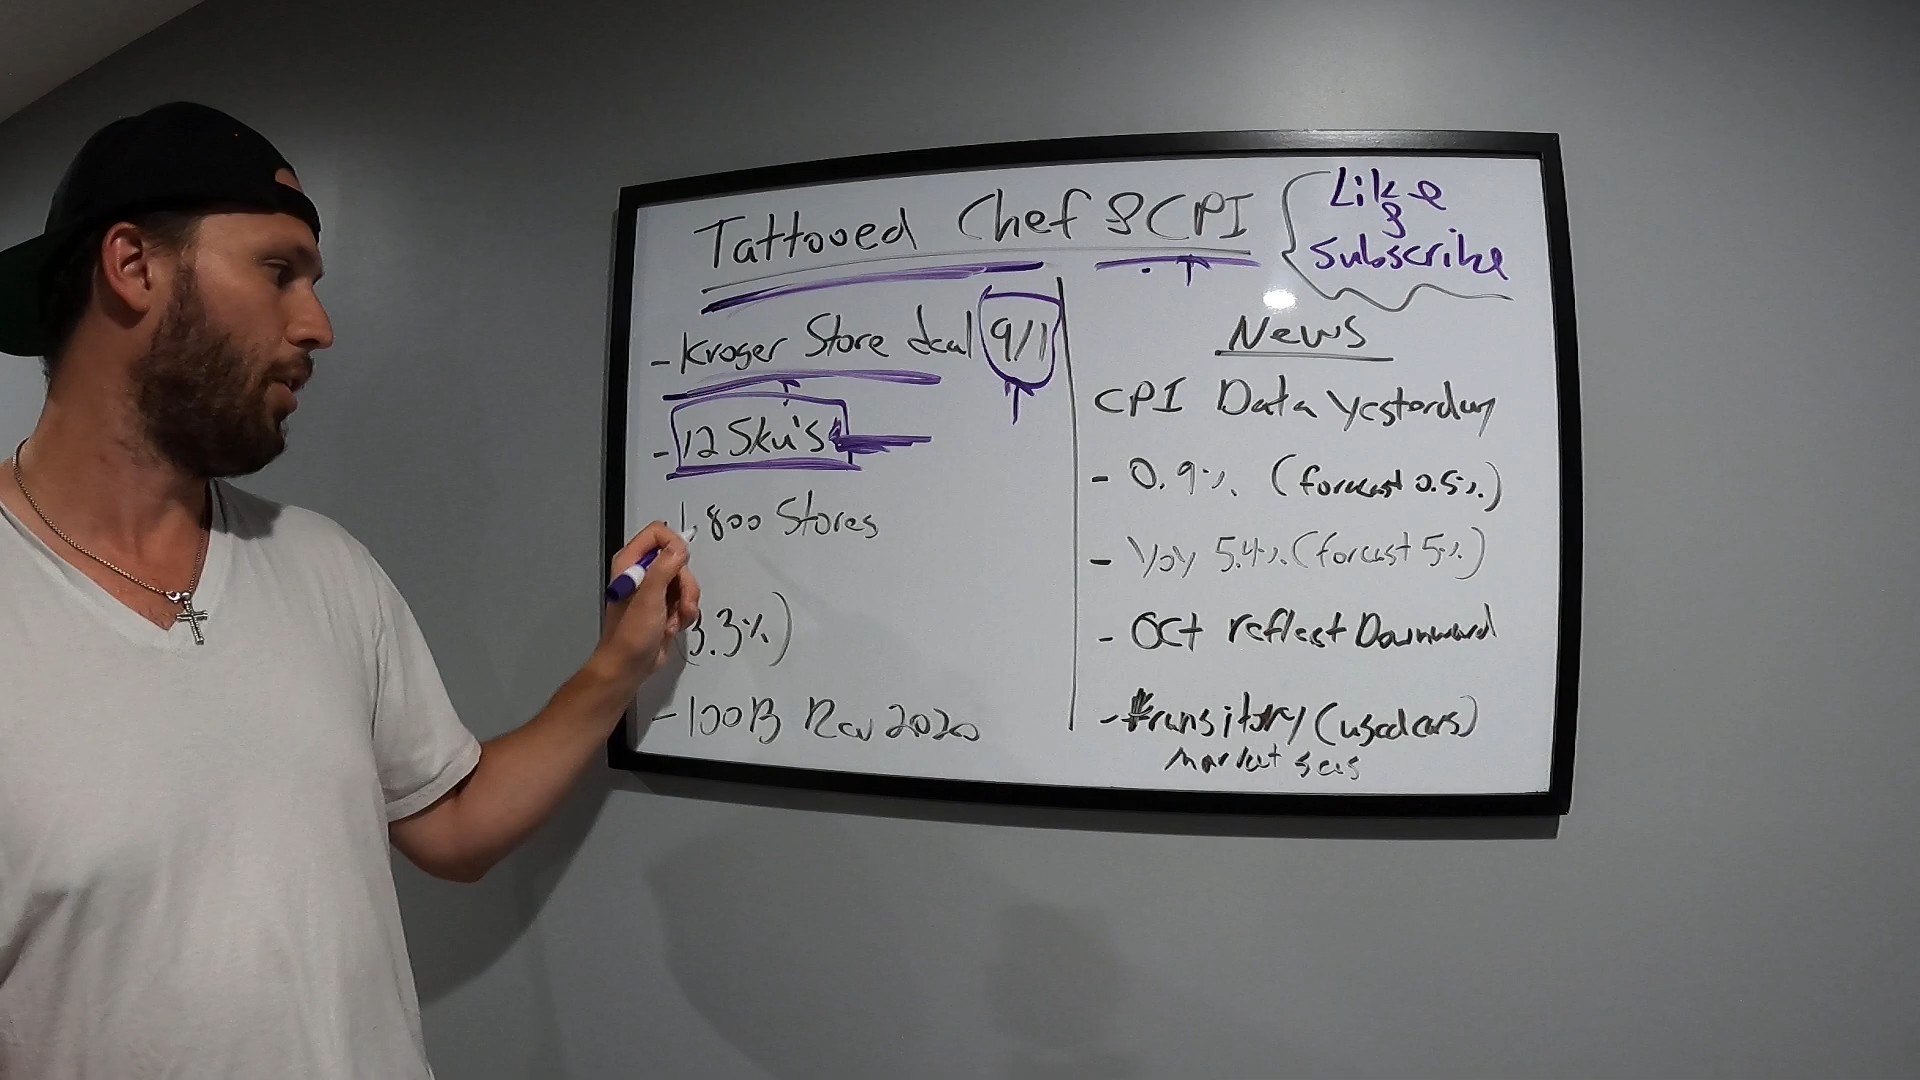 Tattooed Chef & CPI
Like
&
Subscribe
- Kroger Store deal 9/1
- 12 Sku's
1,800 Stores
(3.3%)
- 100B Rev 2020
News
CPI Data Yesterday
- 0.9%. (forecast 0.5%.)
- YoY 5.4%. (forcast 5%.)
- Oct reflect Downward
- transitory (used cars)
market sees